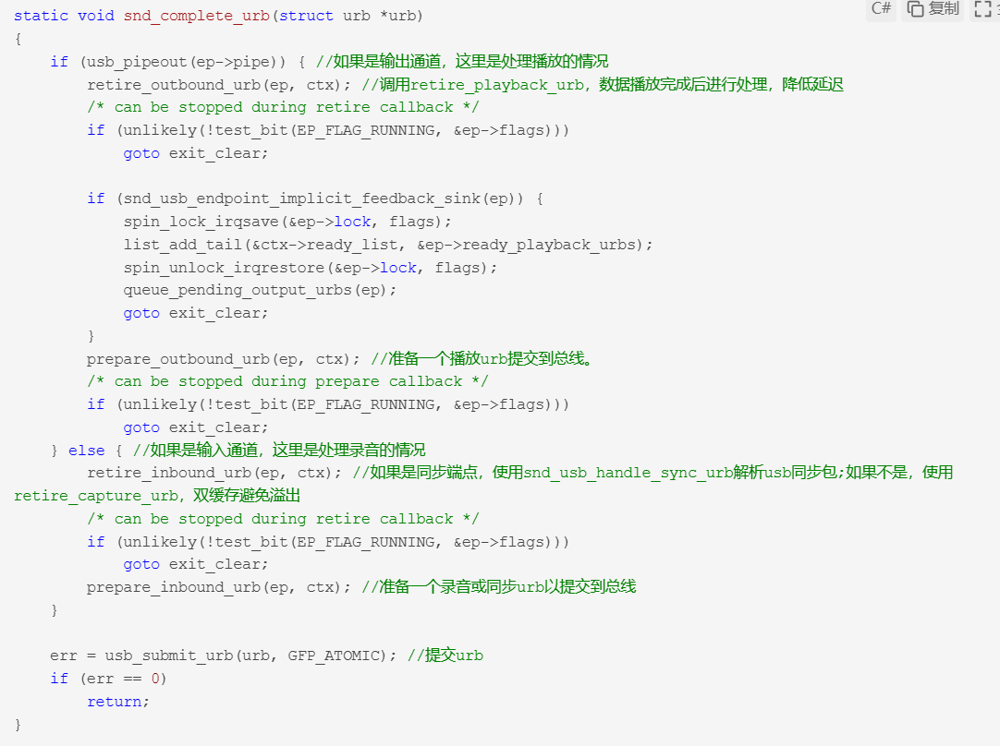 C# 复制
static void snd_complete_urb(struct urb *urb)
{
    if (usb_pipeout(ep->pipe)) { //如果是输出通道，这里是处理播放的情况
        retire_outbound_urb(ep, ctx); //调用retire_playback_urb，数据播放完成后进行处理，降低延迟
        /* can be stopped during retire callback */
        if (unlikely(!test_bit(EP_FLAG_RUNNING, &ep->flags)))
            goto exit_clear;

        if (snd_usb_endpoint_implicit_feedback_sink(ep)) {
            spin_lock_irqsave(&ep->lock, flags);
            list_add_tail(&ctx->ready_list, &ep->ready_playback_urbs);
            spin_unlock_irqrestore(&ep->lock, flags);
            queue_pending_output_urbs(ep);
            goto exit_clear;
        }
        prepare_outbound_urb(ep, ctx); //准备一个播放urb提交到总线。
        /* can be stopped during prepare callback */
        if (unlikely(!test_bit(EP_FLAG_RUNNING, &ep->flags)))
            goto exit_clear;
    } else { //如果是输入通道，这里是处理录音的情况
        retire_inbound_urb(ep, ctx); //如果是同步端点，使用snd_usb_handle_sync_urb解析usb同步包;如果不是，使用
retire_capture_urb，双缓存避免溢出
        /* can be stopped during retire callback */
        if (unlikely(!test_bit(EP_FLAG_RUNNING, &ep->flags)))
            goto exit_clear;
        prepare_inbound_urb(ep, ctx); //准备一个录音或同步urb以提交到总线
    }

    err = usb_submit_urb(urb, GFP_ATOMIC); //提交urb
    if (err == 0)
        return;
}